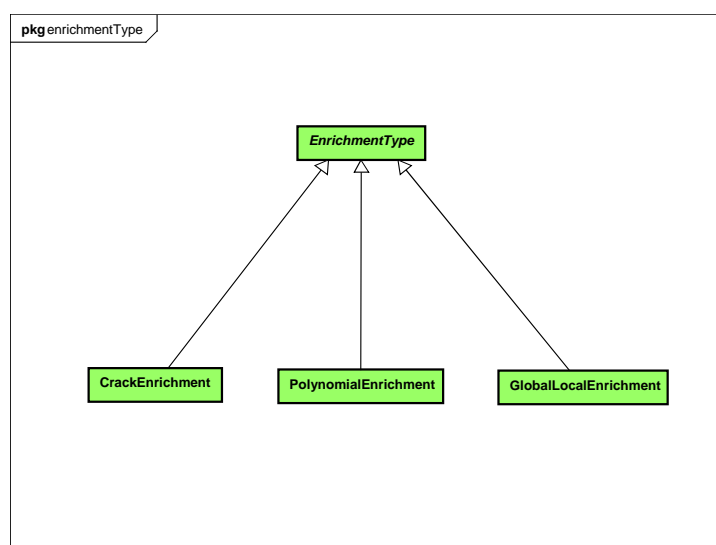 pkg enrichmentType
EnrichmentType
CrackEnrichment
PolynomialEnrichment
GlobalLocalEnrichment